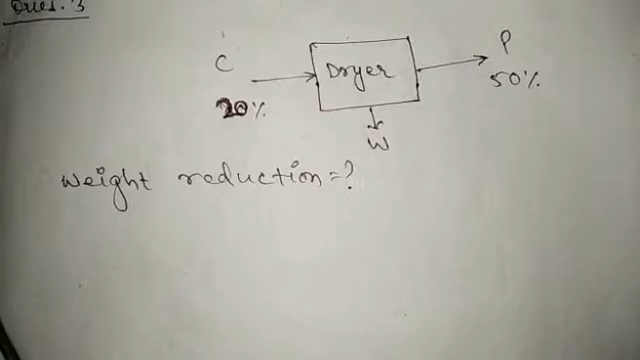 Ques. 3
C
Dryer
P
20%
50%
W
Weight reduction=?